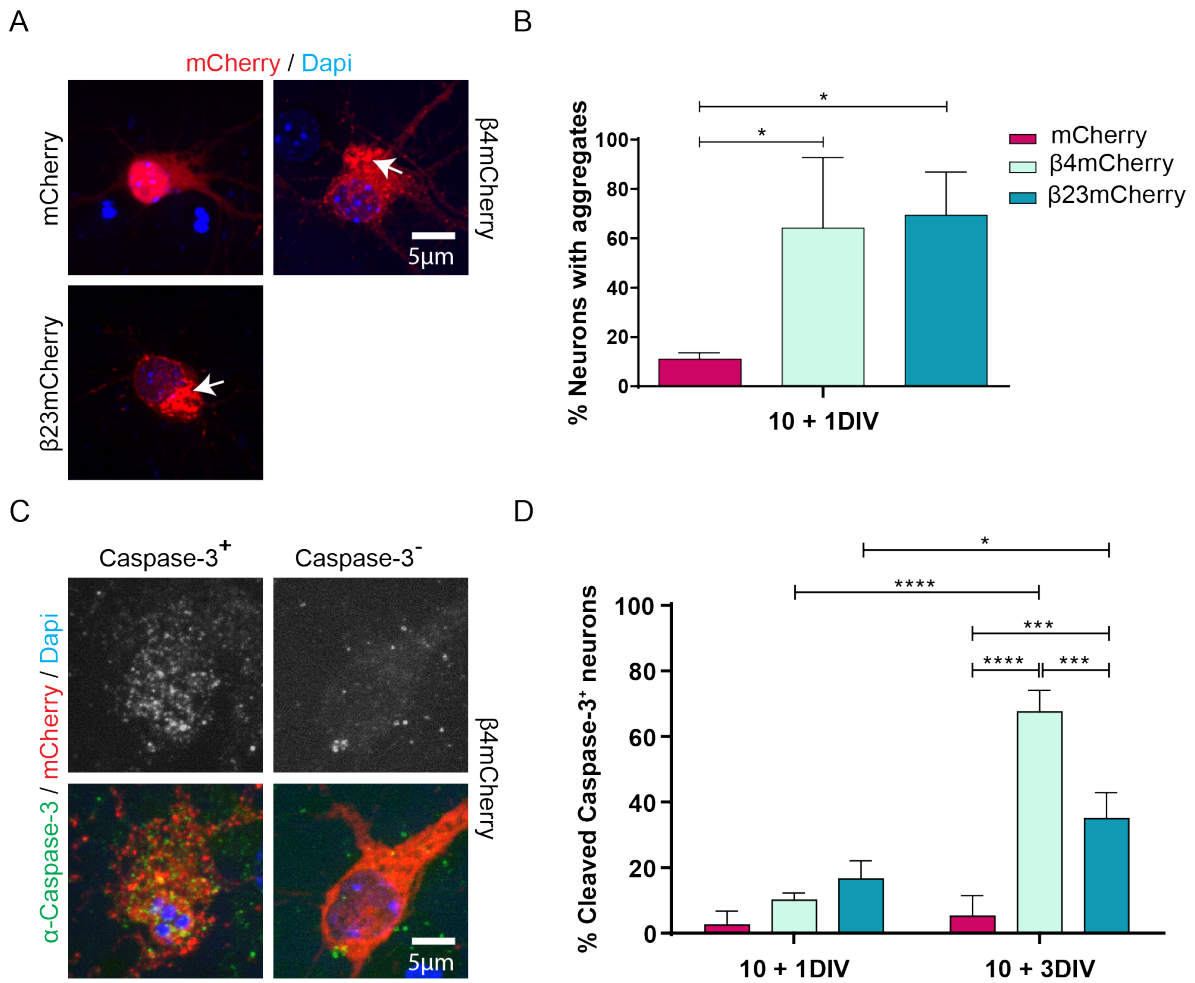 A
mCherry / Dapi
mCherry
β4mCherry
5µm
β23mCherry
B
% Neurons with aggregates
100
80
60
40
20
0
*
*
10 + 1DIV
mCherry
β4mCherry
β23mCherry
C
Caspase-3⁺
Caspase-3⁻
α-Caspase-3 / mCherry / Dapi
β4mCherry
5µm
D
% Cleaved Caspase-3⁺ neurons
100
80
60
40
20
0
*
****
***
**** ***
10 + 1DIV
10 + 3DIV